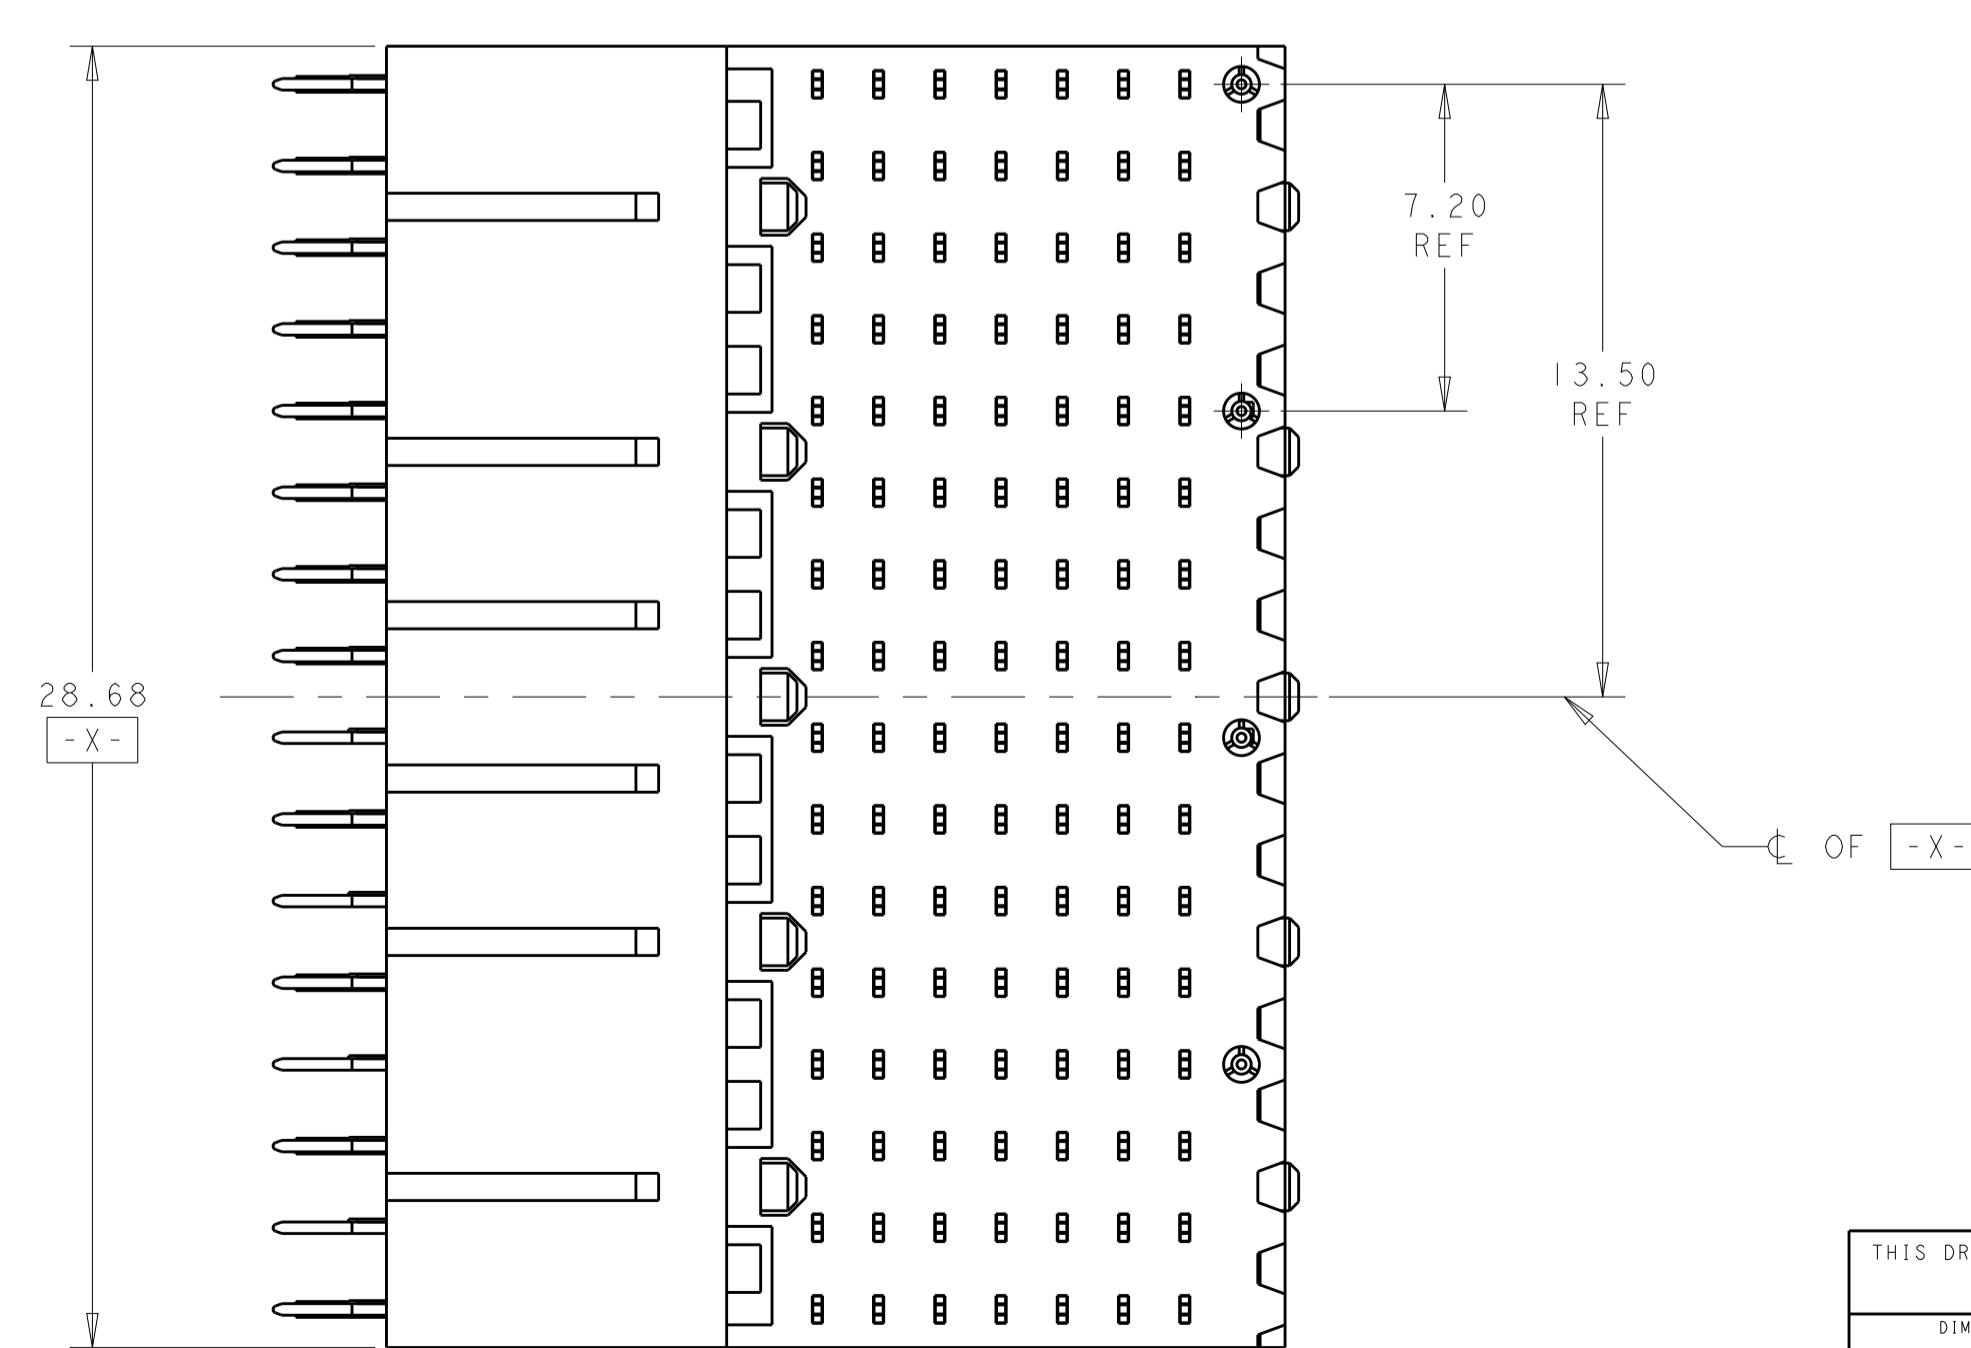 7.20
REF
13.50
REF
28.68
-X-
℄ OF -X-
THIS DR
DIM